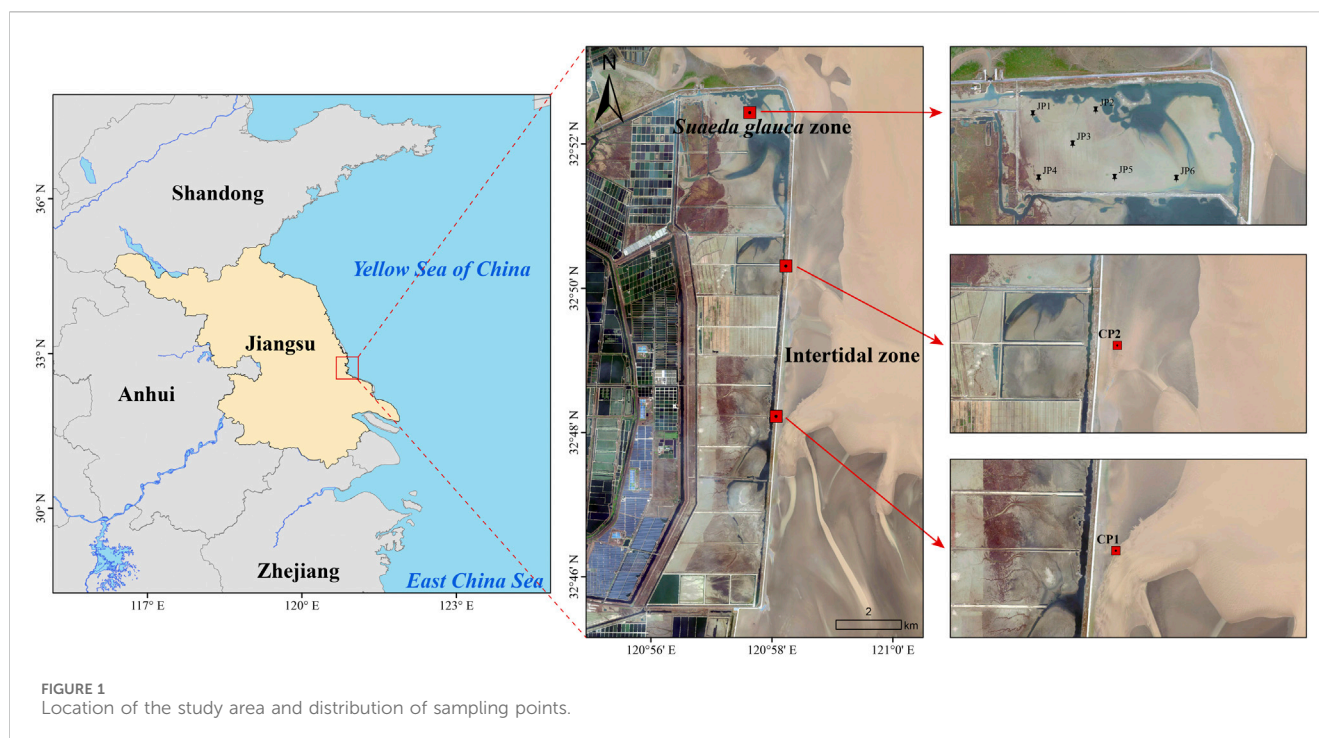 36°N
33°N
30°N
117°E
120°E
123°E
Shandong
Yellow Sea of China
Jiangsu
Anhui
Zhejiang
East China Sea
N
Suaeda glauca zone
Intertidal zone
32°52' N
32°50' N
32°48' N
32°46' N
120°56' E
120°58' E
121°0' E
2
km
JP1
JP2
JP3
JP4
JP5
JP6
CP2
CP1
FIGURE 1
Location of the study area and distribution of sampling points.